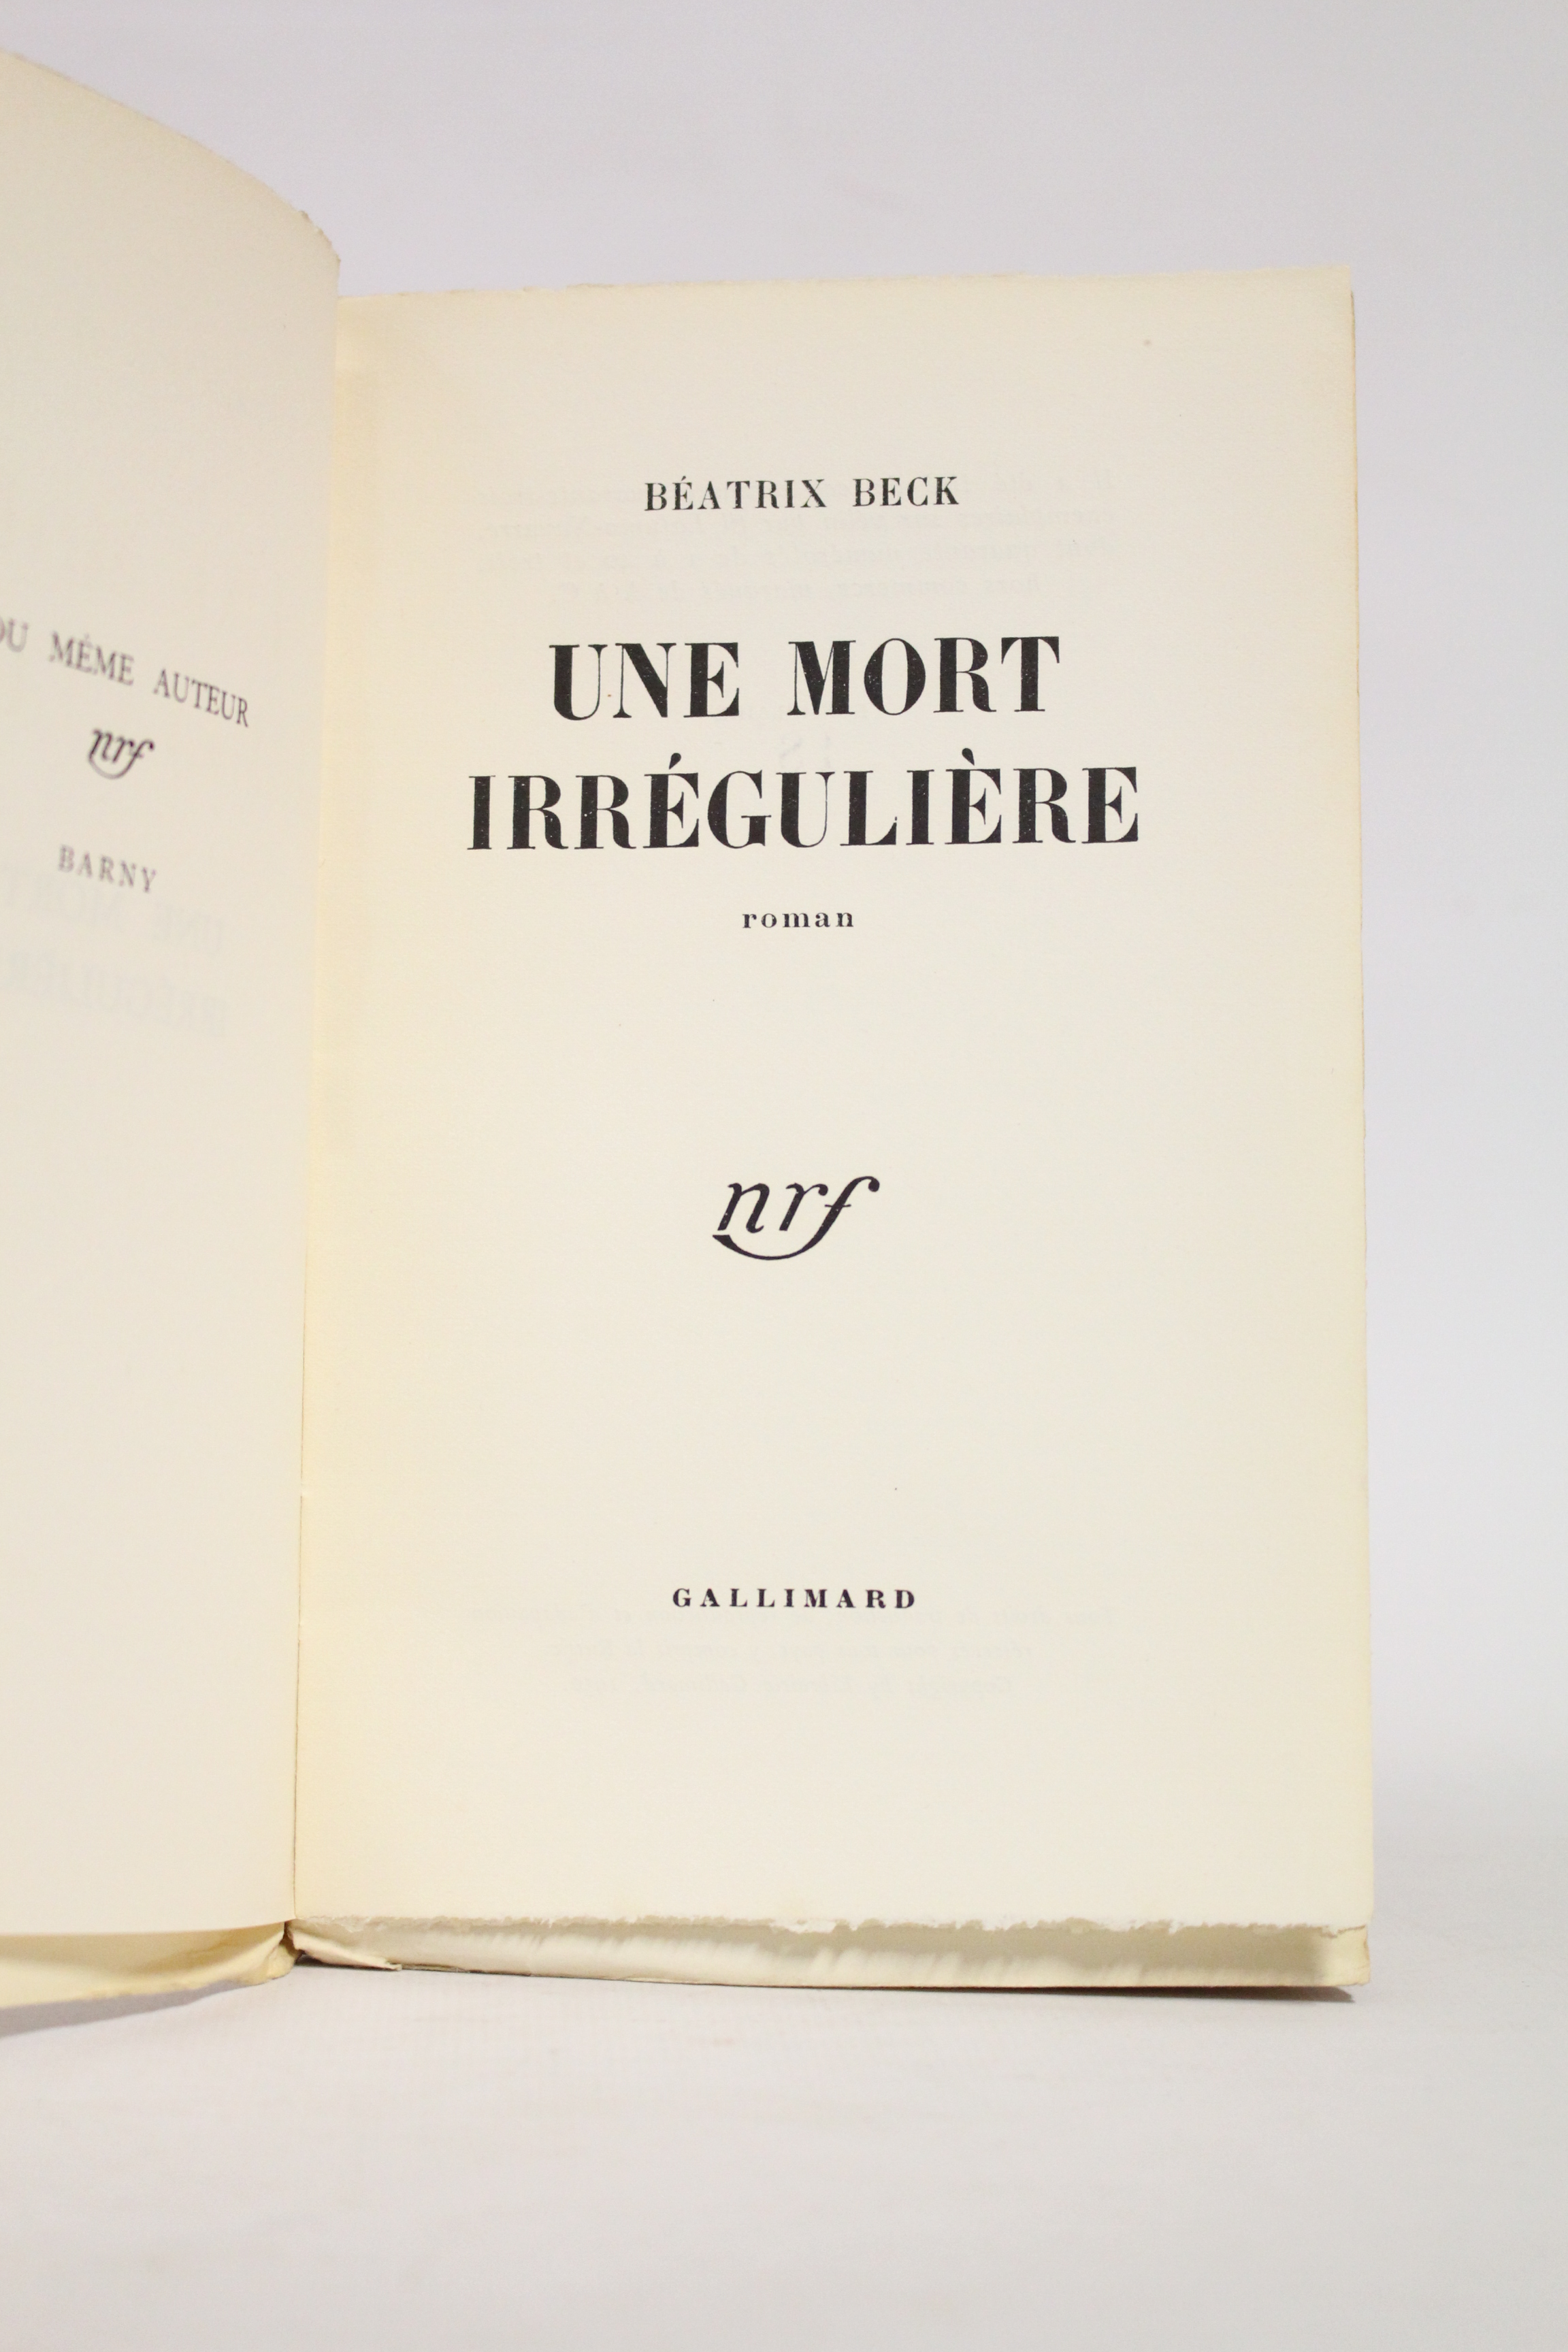 DU MÊME AUTEUR
nrf
BARNY
BÉATRIX BECK
UNE MORT
IRRÉGULIÈRE
roman
nrf
GALLIMARD